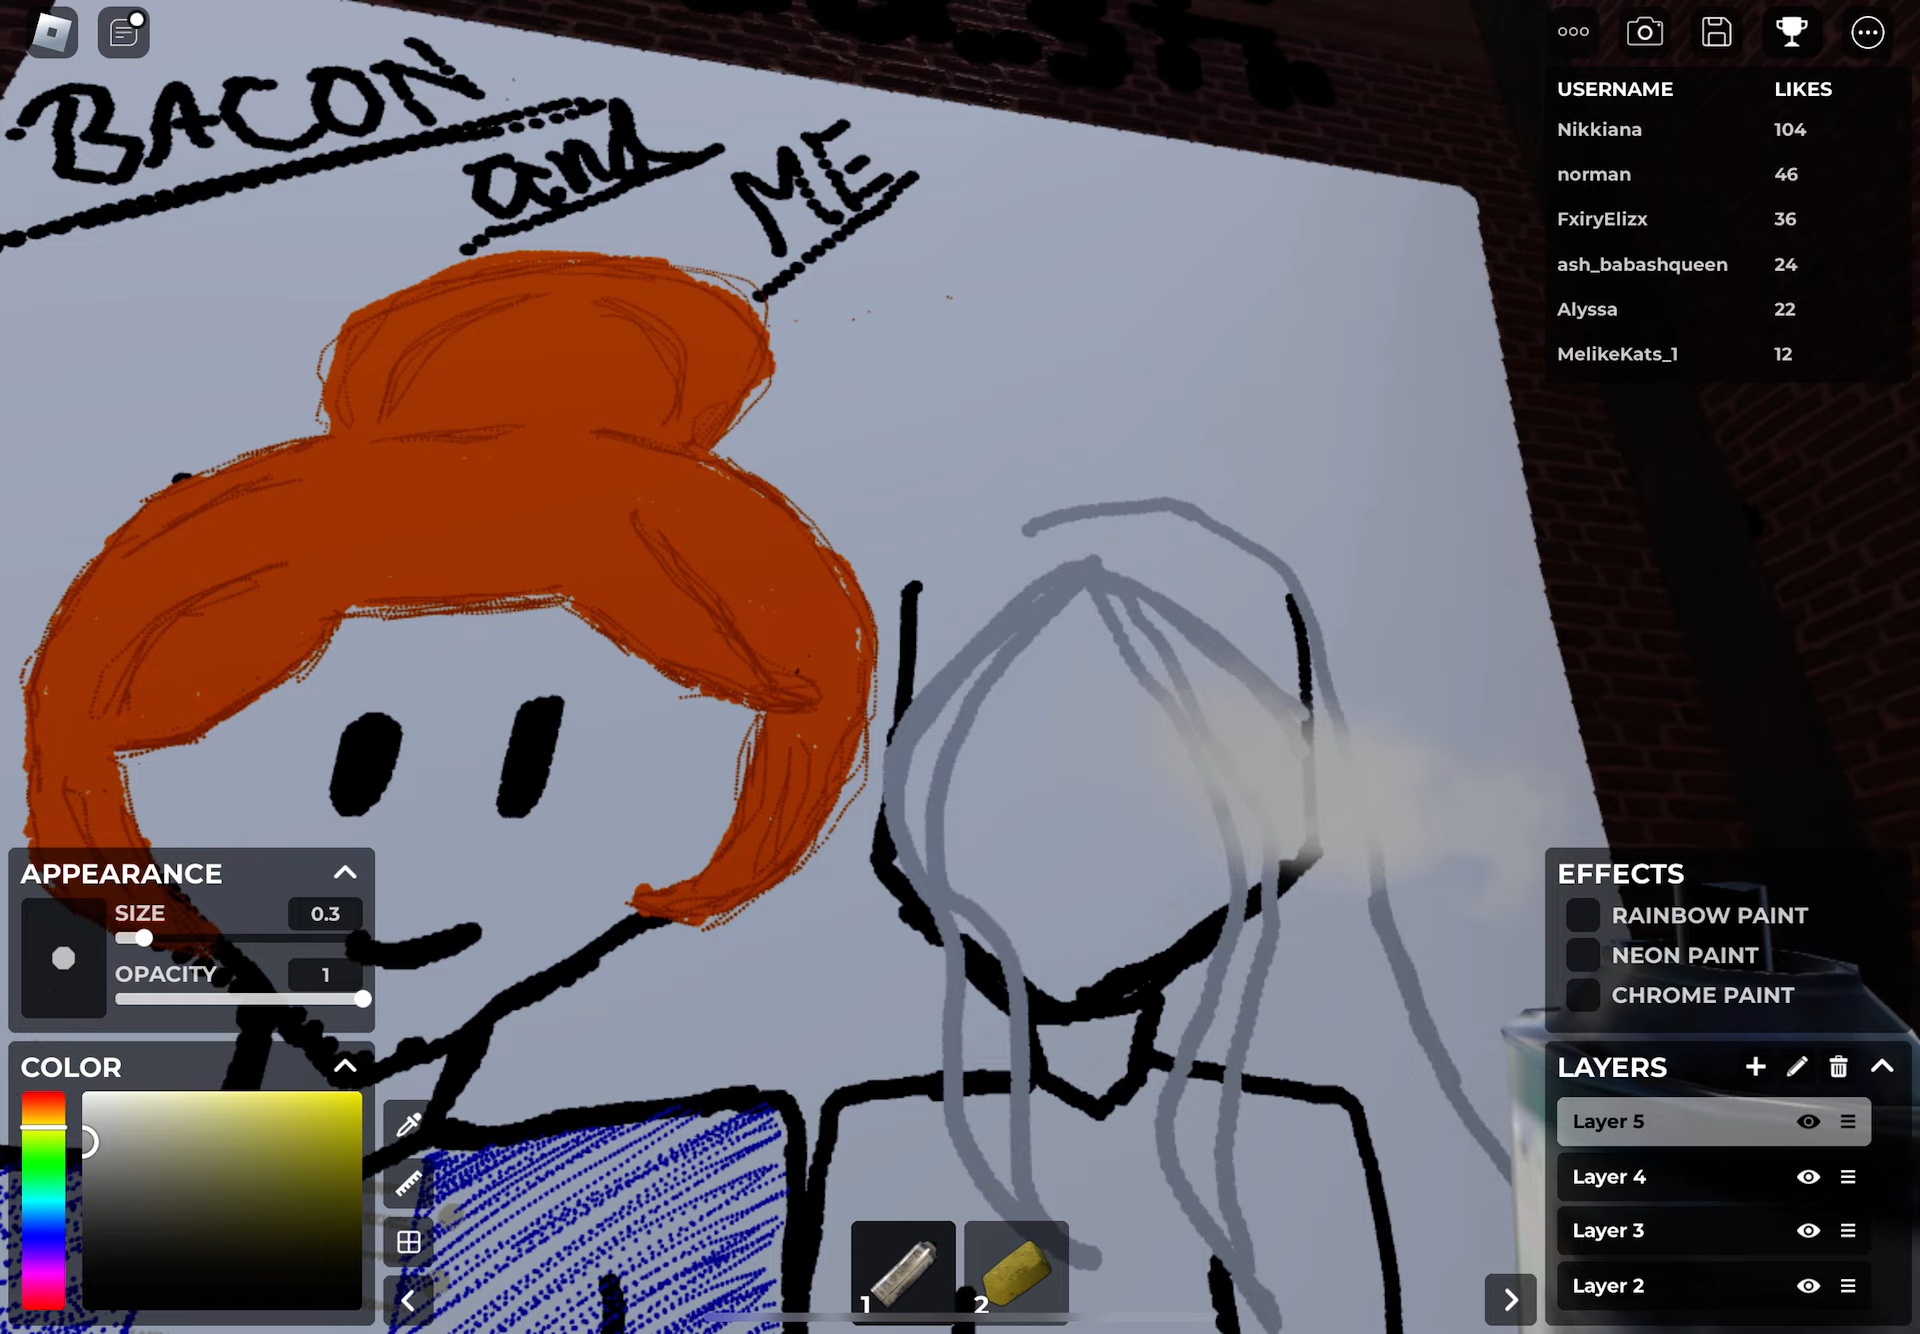 BACON
and
ME
USERNAME LIKES
Nikkiana 104
norman 46
FxiryElizx 36
ash_babashqueen 24
Alyssa 22
MelikeKats_1 12
APPEARANCE
SIZE 0.3
OPACITY 1
COLOR
1
2
EFFECTS
RAINBOW PAINT
NEON PAINT
CHROME PAINT
LAYERS
Layer 5
Layer 4
Layer 3
Layer 2